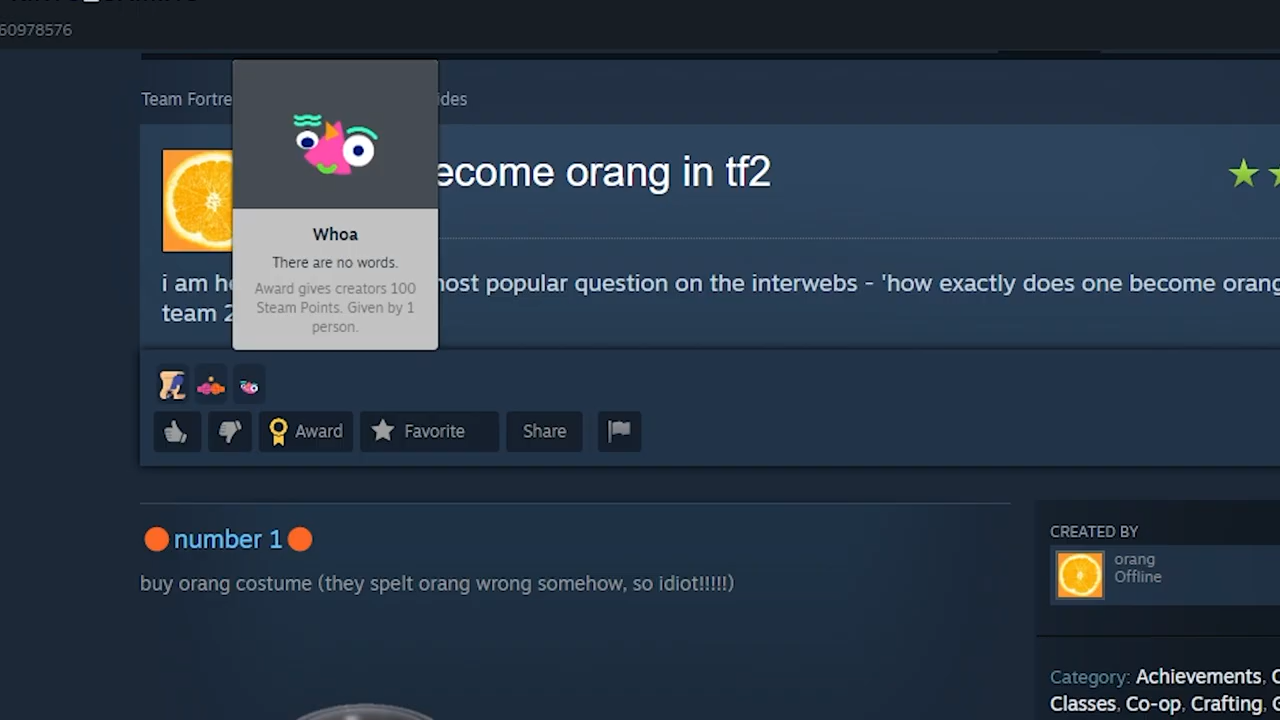 60978576
Team Fortre
ides
ecome orang in tf2
Whoa
There are no words.
Award gives creators 100
Steam Points. Given by 1
person.
i am he
most popular question on the interwebs - 'how exactly does one become orang
team 2
Award
Favorite
Share
number 1
buy orang costume (they spelt orang wrong somehow, so idiot!!!!!)
CREATED BY
orang
Offline
Category: Achievements, C
Classes, Co-op, Crafting, G